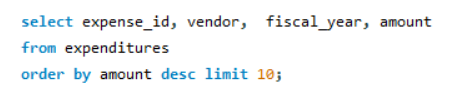 select expense_id, vendor,  fiscal_year, amount
from expenditures
order by amount desc limit 10;